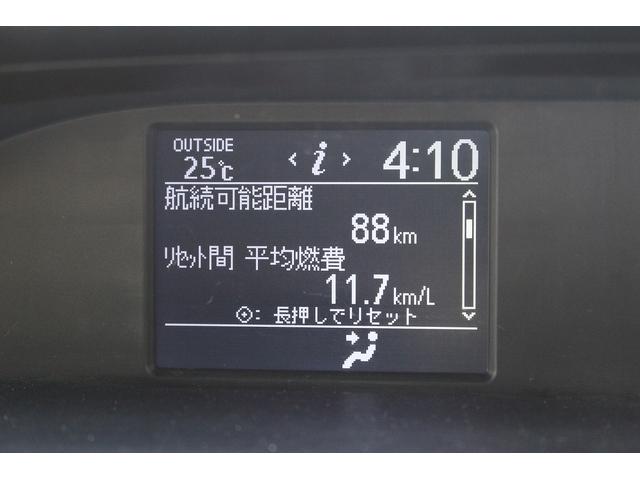 OUTSIDE
25℃ < i > 4:10
航続可能距離
88km
ﾘｾｯﾄ間 平均燃費
11.7km/L
⊙: 長押しでリセット